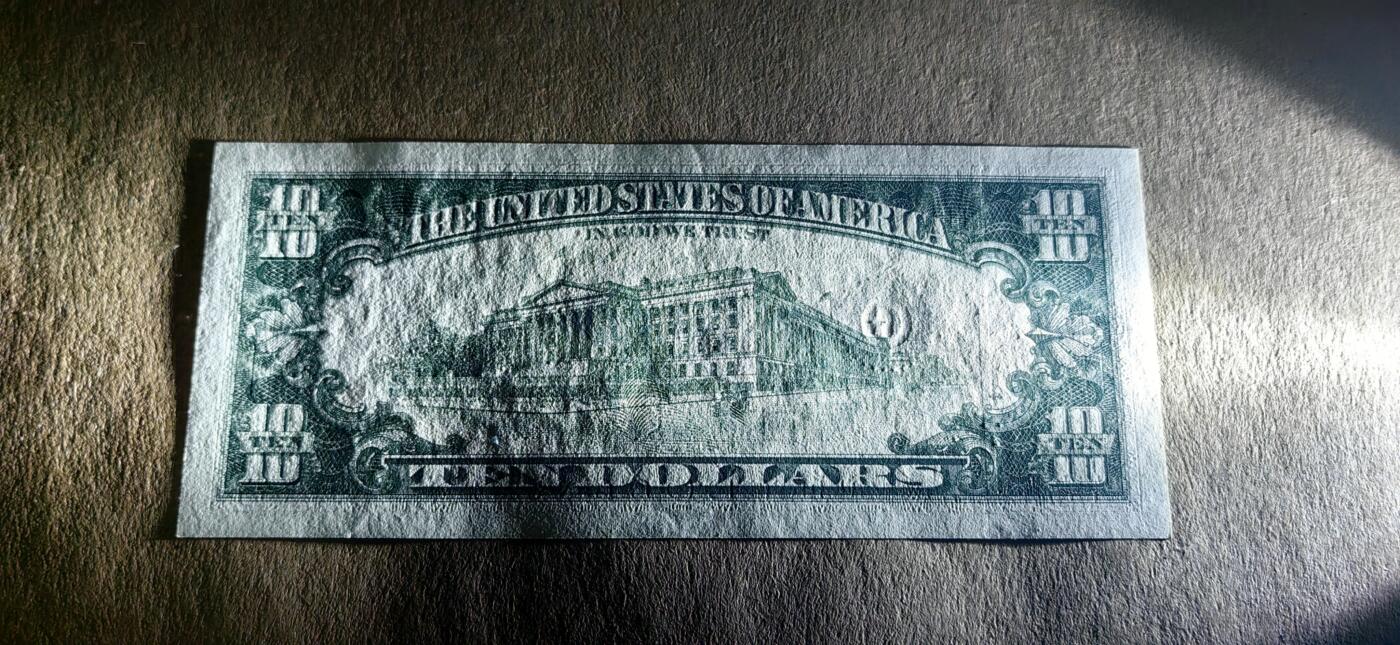 10 TEN 10
THE UNITED STATES OF AMERICA
10 TEN 10
IN GOD WE TRUST
10 TEN 10
TEN DOLLARS
10 TEN 10